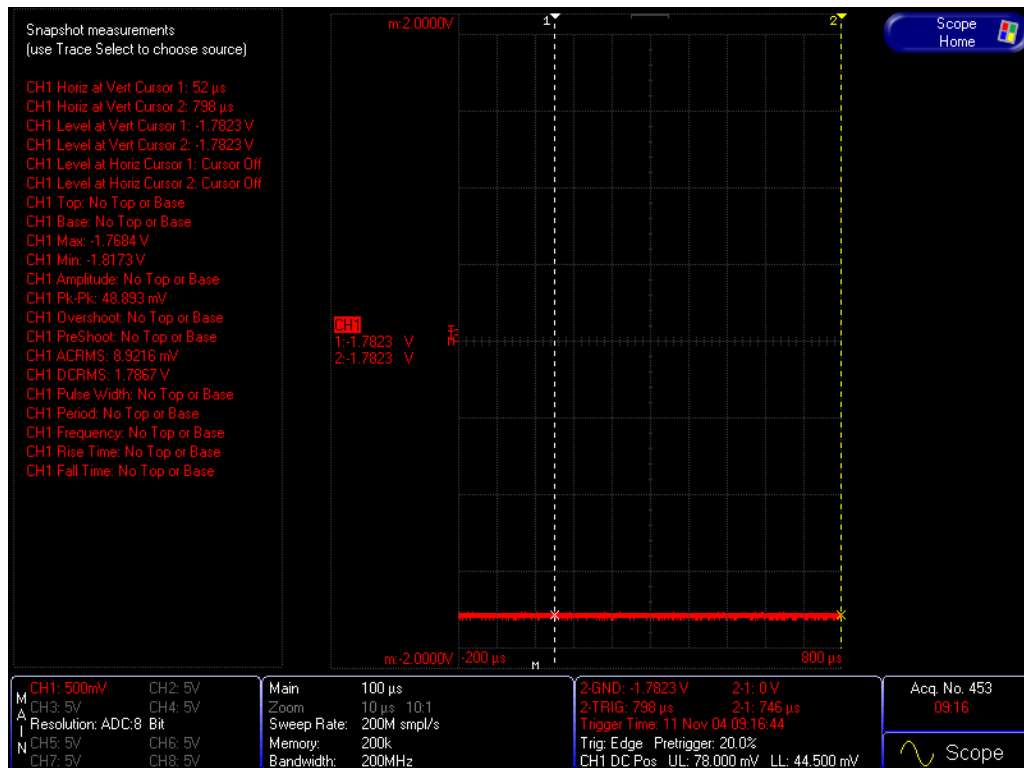 Snapshot measurements
(use Trace Select to choose source)
CH1 Horiz at Vert Cursor 1: 52 µs
CH1 Horiz at Vert Cursor 2: 798 µs
CH1 Level at Vert Cursor 1: -1.7823 V
CH1 Level at Vert Cursor 2: -1.7823 V
CH1 Level at Horiz Cursor 1: Cursor Off
CH1 Level at Horiz Cursor 2: Cursor Off
CH1 Top: No Top or Base
CH1 Base: No Top or Base
CH1 Max: -1.7684 V
CH1 Min: -1.8173 V
CH1 Amplitude: No Top or Base
CH1 Pk-Pk: 48.893 mV
CH1 Overshoot: No Top or Base
CH1 PreShoot: No Top or Base
CH1 ACRMS: 8.9216 mV
CH1 DCRMS: 1.7867 V
CH1 Pulse Width: No Top or Base
CH1 Period: No Top or Base
CH1 Frequency: No Top or Base
CH1 Rise Time: No Top or Base
CH1 Fall Time: No Top or Base
m:2.0000V
1
2
CH1
1:-1.7823 V
2:-1.7823 V
m:-2.0000V
-200 µs
M
800 µs
Scope
Home
MAIN
CH1: 500mV CH2: 5V
CH3: 5V CH4: 5V
Resolution: ADC:8 Bit
CH5: 5V CH6: 5V
CH7: 5V CH8: 5V
Main 100 µs
Zoom 10 µs 10:1
Sweep Rate: 200M smpl/s
Memory: 200k
Bandwidth: 200MHz
2-GND: -1.7823 V 2-1: 0 V
2-TRIG: 798 µs 2-1: 746 µs
Trigger Time: 11 Nov 04 09:16:44
Trig: Edge Pretrigger: 20.0%
CH1 DC Pos UL: 78.000 mV LL: 44.500 mV
Acq. No. 453
09:16
Scope